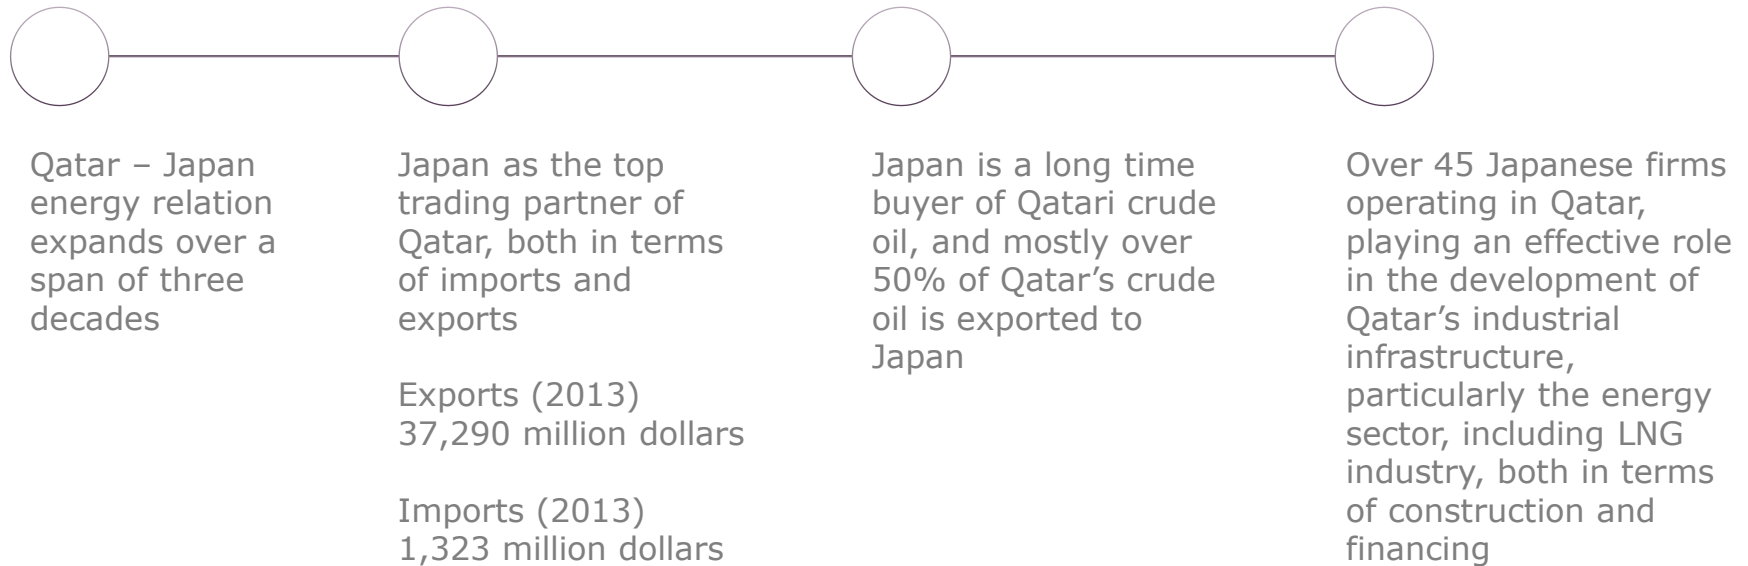 Qatar – Japan
energy relation
expands over a
span of three
decades
Japan as the top
trading partner of
Qatar, both in terms
of imports and
exports
Exports (2013)
37,290 million dollars
Imports (2013)
1,323 million dollars
Japan is a long time
buyer of Qatari crude
oil, and mostly over
50% of Qatar’s crude
oil is exported to
Japan
Over 45 Japanese firms
operating in Qatar,
playing an effective role
in the development of
Qatar’s industrial
infrastructure,
particularly the energy
sector, including LNG
industry, both in terms
of construction and
financing